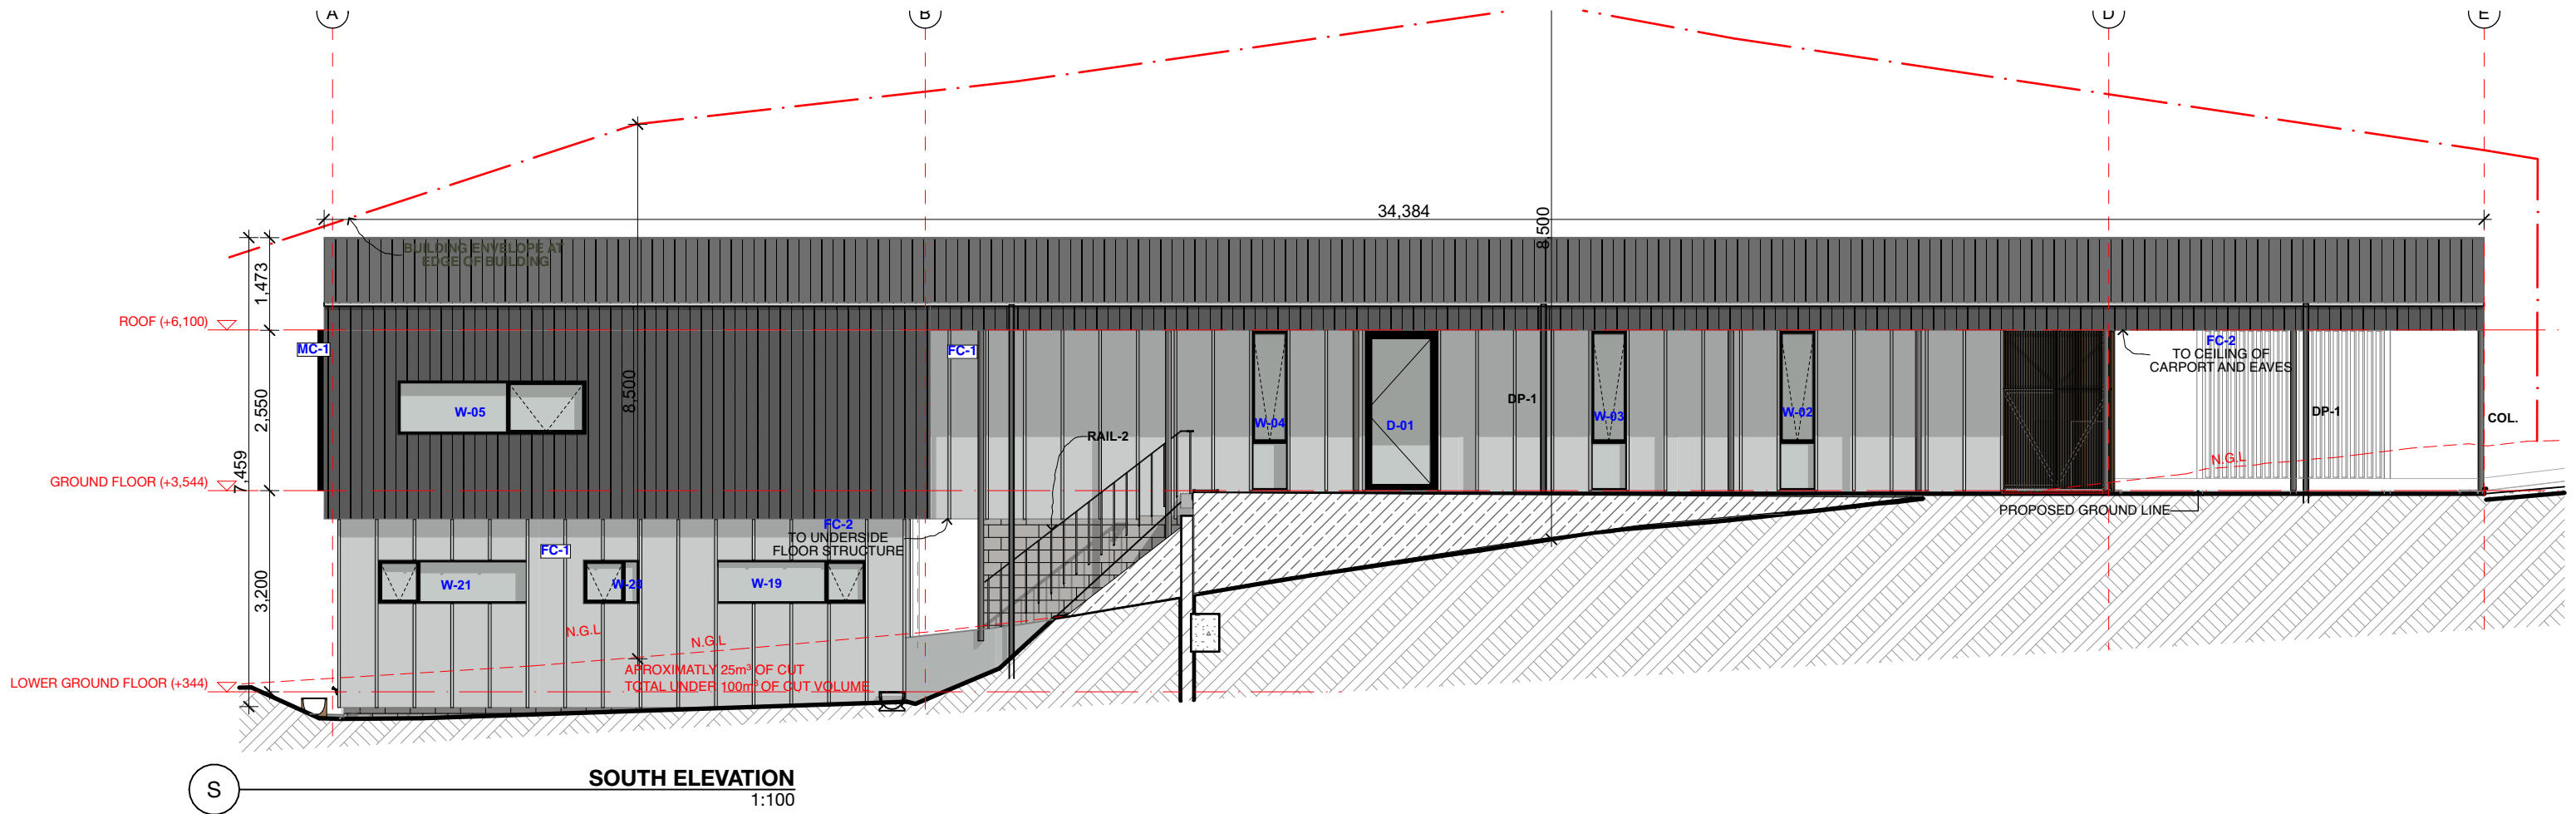 A
B
D
E
34,384
8,500
BUILDING ENVELOPE AT
EDGE OF BUILDING
1,473
ROOF (+6,100)
MC-1
FC-1
FC-2
TO CEILING OF
CARPORT AND EAVES
2,550
8,500
W-05
DP-1
W-04
D-01
W-03
W-02
DP-1
COL.
RAIL-2
N.G.L
7,459
GROUND FLOOR (+3,544)
PROPOSED GROUND LINE
FC-2
TO UNDERSIDE
FLOOR STRUCTURE
FC-1
3,200
W-21
W-20
W-19
N.G.L
N.G.L
APROXIMATLY 25m³ OF CUT
TOTAL UNDER 100m³ OF CUT VOLUME
LOWER GROUND FLOOR (+344)
S
SOUTH ELEVATION
1:100